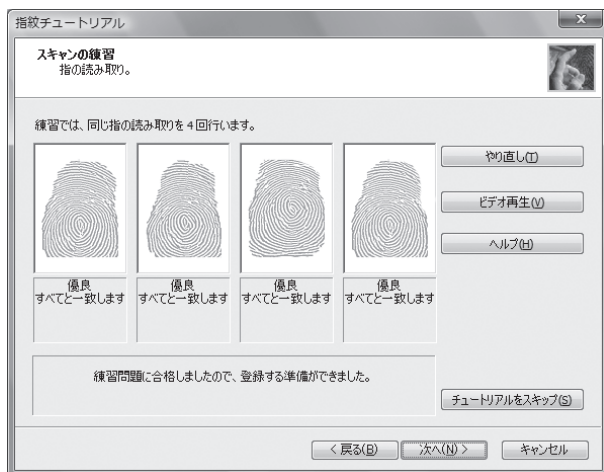 指紋チュートリアル
スキャンの練習
指の読み取り。
練習では、同じ指の読み取りを4回行います。
やり直し(T)
ビデオ再生(V)
ヘルプ(H)
優良
すべてと一致します
優良
すべてと一致します
優良
すべてと一致します
優良
すべてと一致します
練習問題に合格しましたので、登録する準備ができました。
チュートリアルをスキップ(S)
< 戻る(B)
次へ(N) >
キャンセル